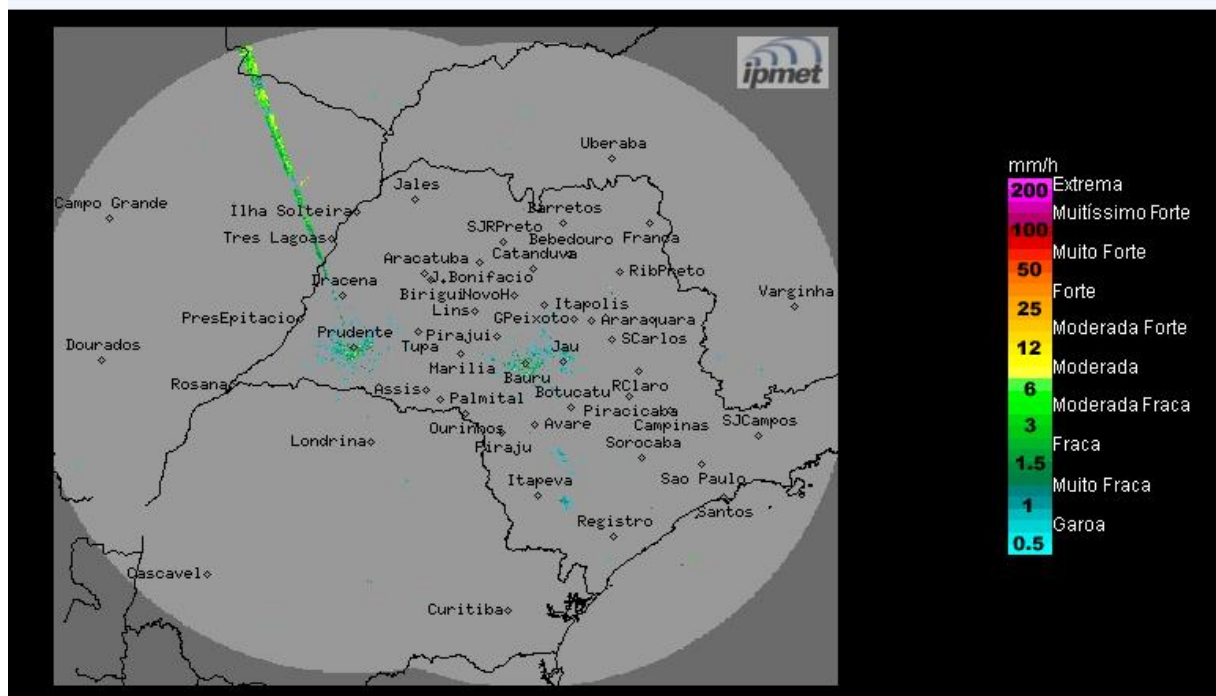 ipmet
Uberaba
Jales
Campo Grande
Ilha Solteira
Barretos
SJRPreto
Bebedouro
Franca
Tres Lagoas
Catanduva
Aracatuba
J.Bonifacio
RibPreto
Dracena
Birigui
NovoH
Itapolis
Varginha
Lins
GPeixoto
Araraquara
PresEpitacio
Prudente
Pirajui
SCarlos
Tupa
Jau
Dourados
Marilia
Bauru
Rosana
Assis
Botucatu
RClaro
Palmital
Piracicaba
Ourinhos
Avare
Campinas
SJCampos
Londrina
Piraju
Sorocaba
Itapeva
Sao Paulo
Registro
Santos
Cascavel
Curitiba
mm/h
200 Extrema
Muitíssimo Forte
100
Muito Forte
50
Forte
25
Moderada Forte
12
Moderada
6
Moderada Fraca
3
Fraca
1.5
Muito Fraca
1
Garoa
0.5